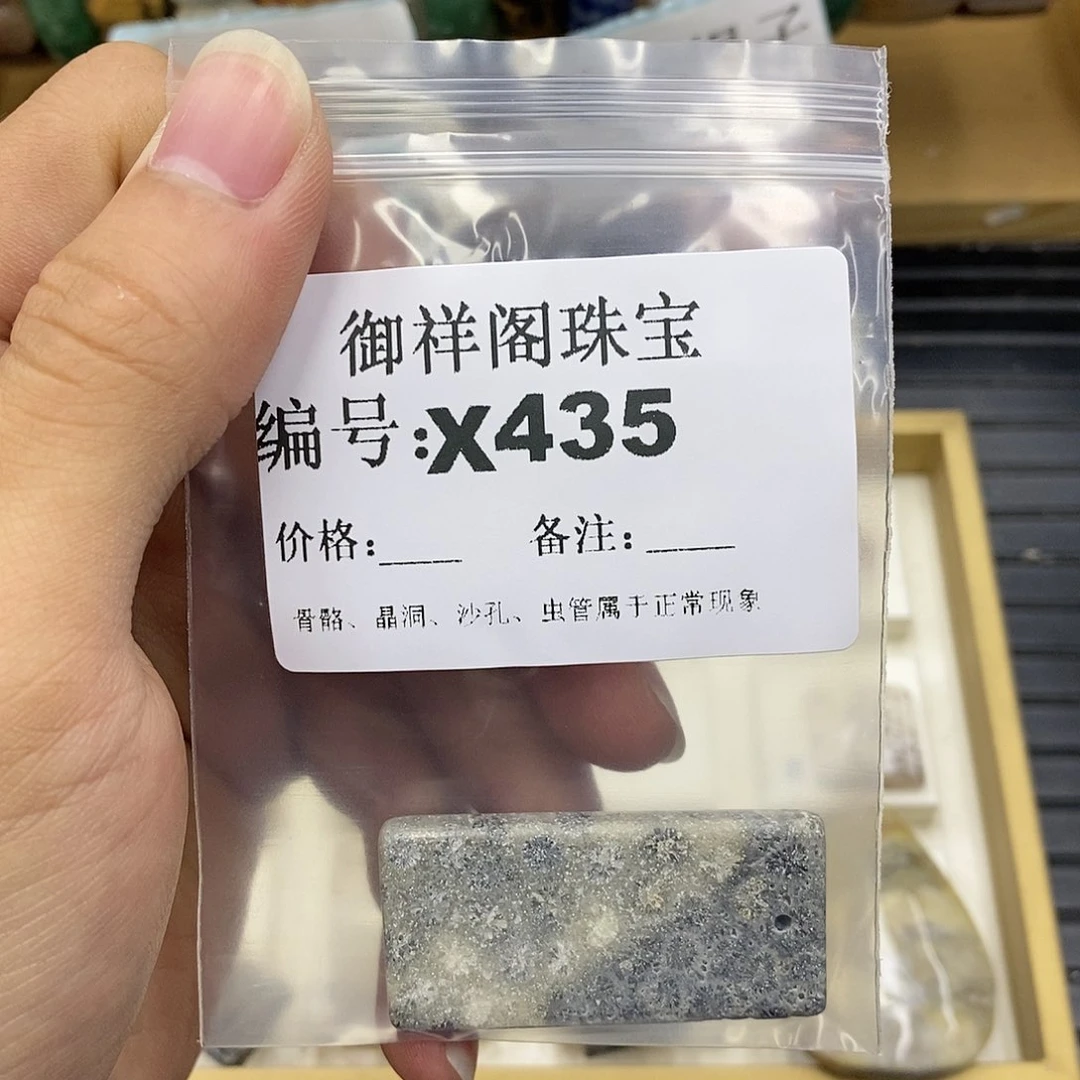 御祥阁珠宝
编号:X435
价格:____ 备注:____
骨骼、晶洞、沙孔、虫管属于正常现象